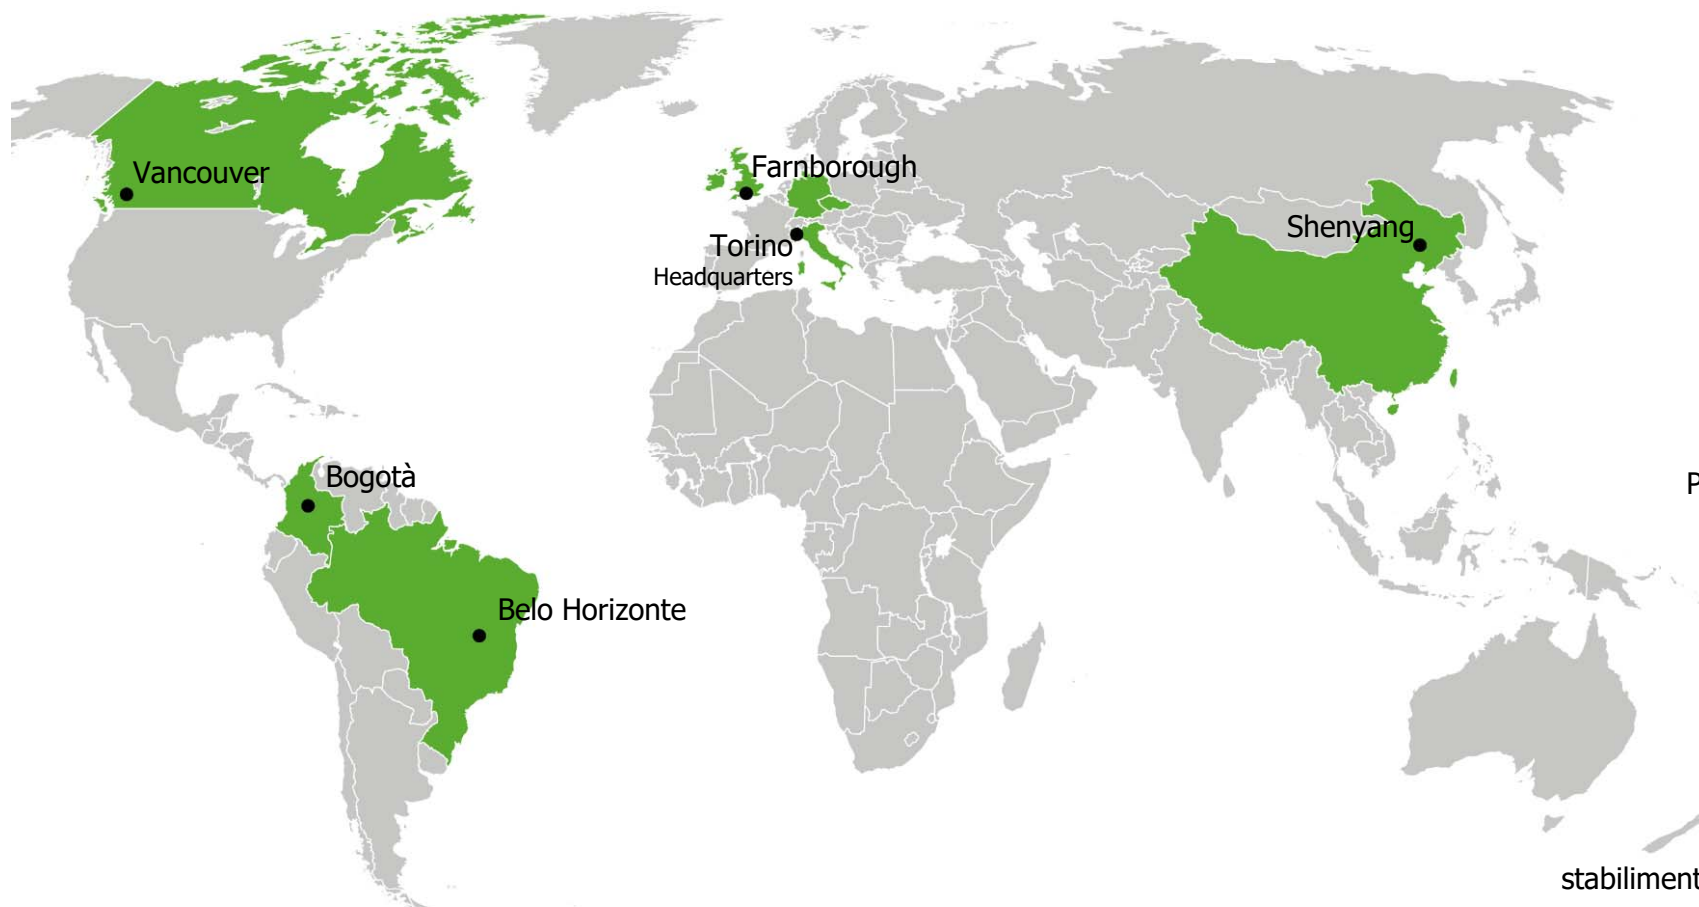 Vancouver
Farnborough
Torino
Headquarters
Shenyang
Bogotà
P
Belo Horizonte
stabiliment